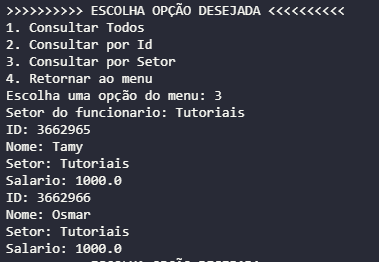 >>>>>>>>>> ESCOLHA OPÇÃO DESEJADA <<<<<<<<<<
1. Consultar Todos
2. Consultar por Id
3. Consultar por Setor
4. Retornar ao menu
Escolha uma opção do menu: 3
Setor do funcionario: Tutoriais
ID: 3662965
Nome: Tamy
Setor: Tutoriais
Salario: 1000.0
ID: 3662966
Nome: Osmar
Setor: Tutoriais
Salario: 1000.0